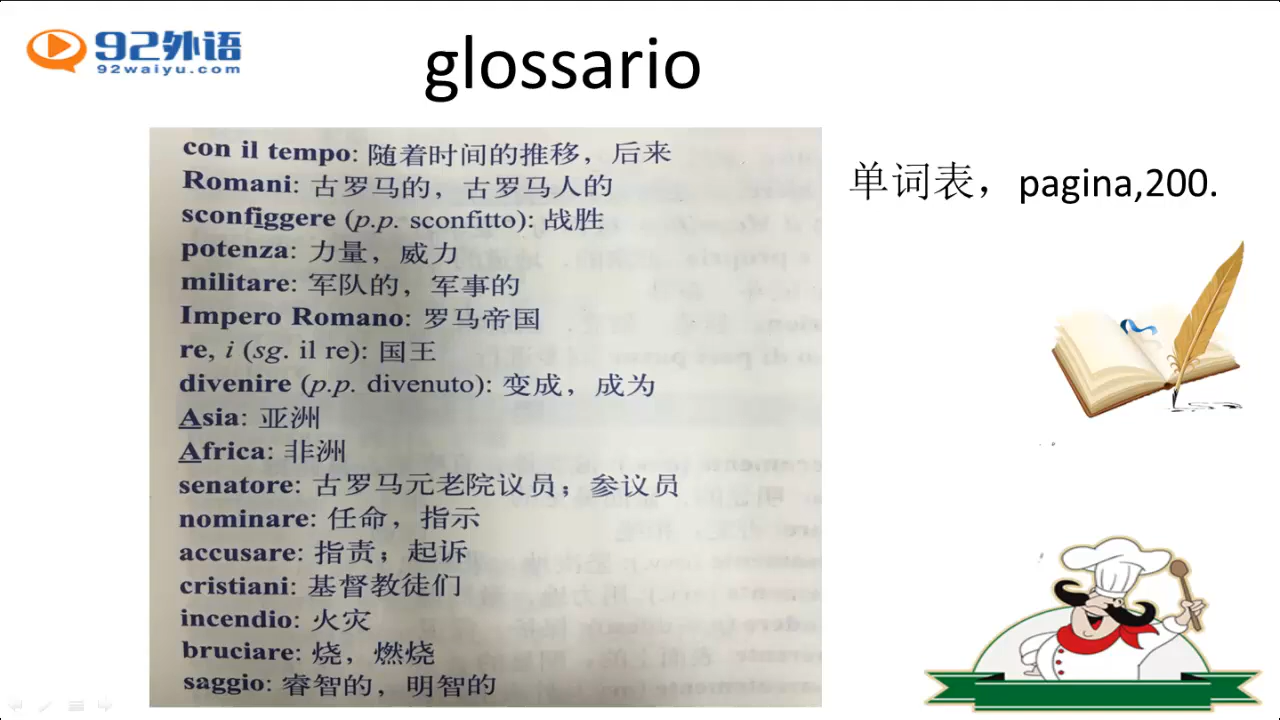 92外语
92waiyu.com
glossario
con il tempo: 随着时间的推移，后来
Romani: 古罗马的，古罗马人的
sconfiggere (p.p. sconfitto): 战胜
potenza: 力量，威力
militare: 军队的，军事的
Impero Romano: 罗马帝国
re, i (sg. il re): 国王
divenire (p.p. divenuto): 变成，成为
Asia: 亚洲
Africa: 非洲
senatore: 古罗马元老院议员；参议员
nominare: 任命，指示
accusare: 指责；起诉
cristiani: 基督教徒们
incendio: 火灾
bruciare: 烧，燃烧
saggio: 睿智的，明智的
单词表，pagina,200.